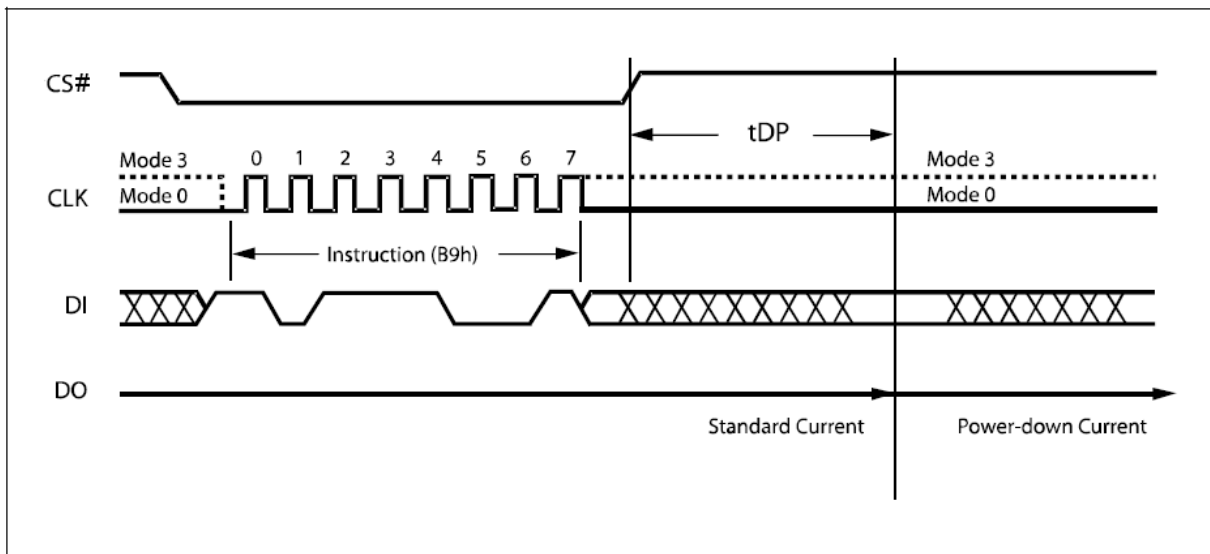 CS#
tDP
Mode 3
0 1 2 3 4 5 6 7
Mode 3
CLK
Mode 0
Mode 0
Instruction (B9h)
DI
DO
Standard Current
Power-down Current